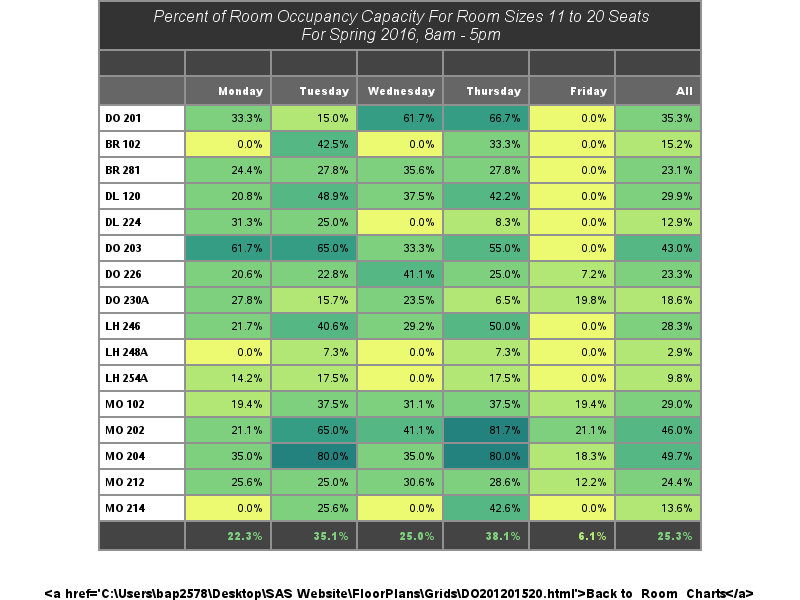 Percent of Room Occupancy Capacity For Room Sizes 11 to 20 Seats
For Spring 2016, 8am - 5pm
Monday Tuesday Wednesday Thursday Friday All
DO 201 33.3% 15.0% 61.7% 66.7% 0.0% 35.3%
BR 102 0.0% 42.5% 0.0% 33.3% 0.0% 15.2%
BR 281 24.4% 27.8% 35.6% 27.8% 0.0% 23.1%
DL 120 20.8% 48.9% 37.5% 42.2% 0.0% 29.9%
DL 224 31.3% 25.0% 0.0% 8.3% 0.0% 12.9%
DO 203 61.7% 65.0% 33.3% 55.0% 0.0% 43.0%
DO 226 20.6% 22.8% 41.1% 25.0% 7.2% 23.3%
DO 230A 27.8% 15.7% 23.5% 6.5% 19.8% 18.6%
LH 246 21.7% 40.6% 29.2% 50.0% 0.0% 28.3%
LH 248A 0.0% 7.3% 0.0% 7.3% 0.0% 2.9%
LH 254A 14.2% 17.5% 0.0% 17.5% 0.0% 9.8%
MO 102 19.4% 37.5% 31.1% 37.5% 19.4% 29.0%
MO 202 21.1% 65.0% 41.1% 81.7% 21.1% 46.0%
MO 204 35.0% 80.0% 35.0% 80.0% 18.3% 49.7%
MO 212 25.6% 25.0% 30.6% 28.6% 12.2% 24.4%
MO 214 0.0% 25.6% 0.0% 42.6% 0.0% 13.6%
22.3% 35.1% 25.0% 38.1% 6.1% 25.3%
<a href='C:\Users\bap2578\Desktop\SAS Website\FloorPlans\Grids\DO201201520.html'>Back to Room Charts</a>